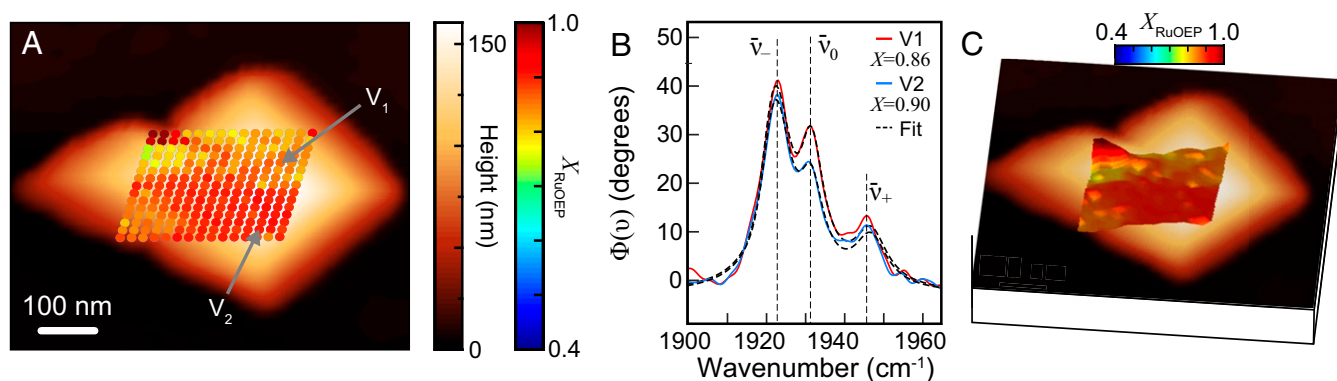 A
V₁
V₂
100 nm
150
0
Height (nm)
1.0
0.4
X_RuOEP
B
50
40
30
20
10
0
Φ(υ) (degrees)
ν̄₋
ν̄₀
ν̄₊
V1
X=0.86
V2
X=0.90
Fit
1900
1920
1940
1960
Wavenumber (cm⁻¹)
C
X_RuOEP
0.4
1.0